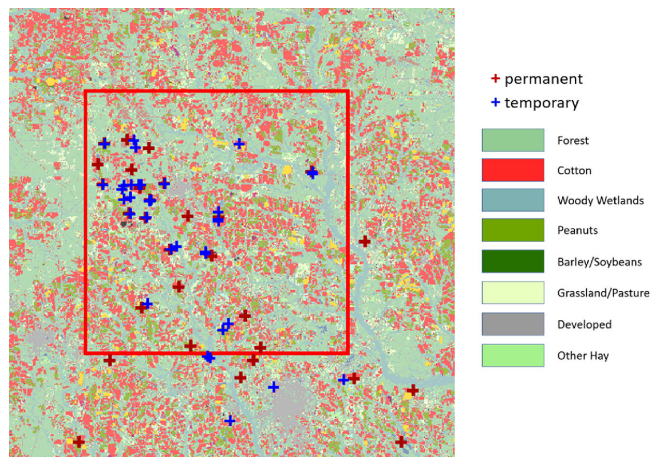 + permanent
+ temporary
Forest
Cotton
Woody Wetlands
Peanuts
Barley/Soybeans
Grassland/Pasture
Developed
Other Hay